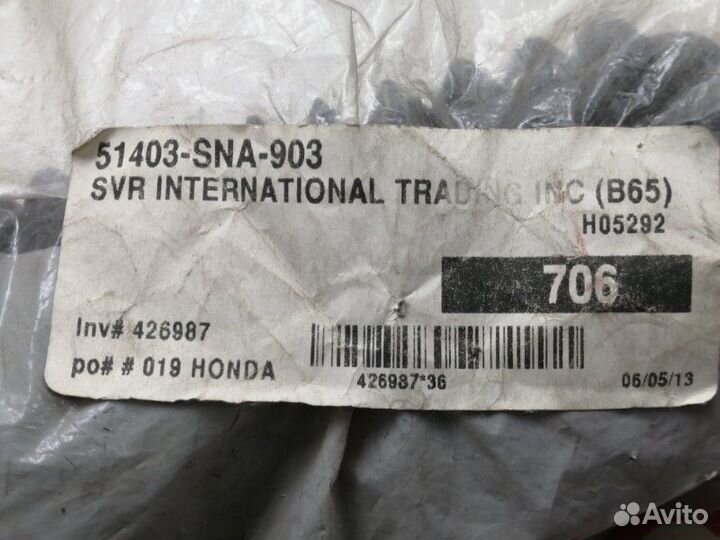 51403-SNA-903
SVR INTERNATIONAL TRADING INC (B65)
H05292
706
Inv# 426987
po# # 019 HONDA
426987*36
06/05/13
Avito